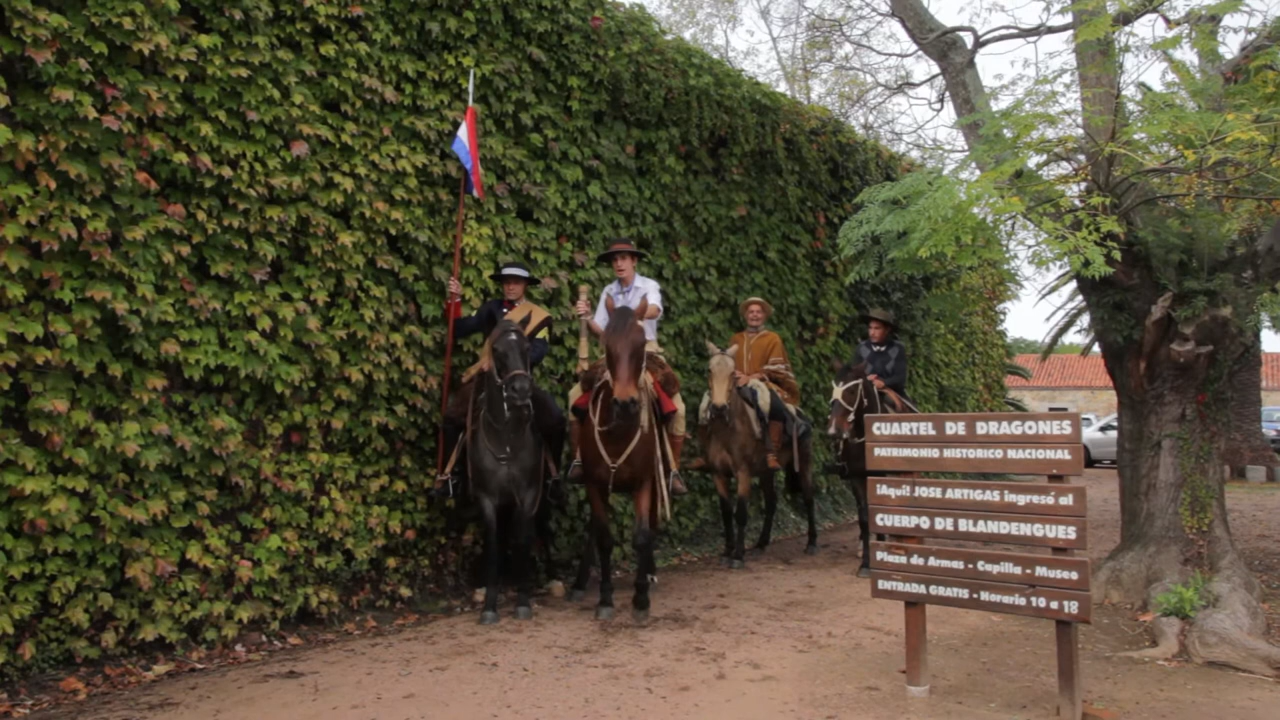 CUARTEL DE DRAGONES
PATRIMONIO HISTORICO NACIONAL
¡Aquí! JOSE ARTIGAS ingresó al
CUERPO DE BLANDENGUES
Plaza de Armas - Capilla - Museo
ENTRADA GRATIS - Horario 10 a 18